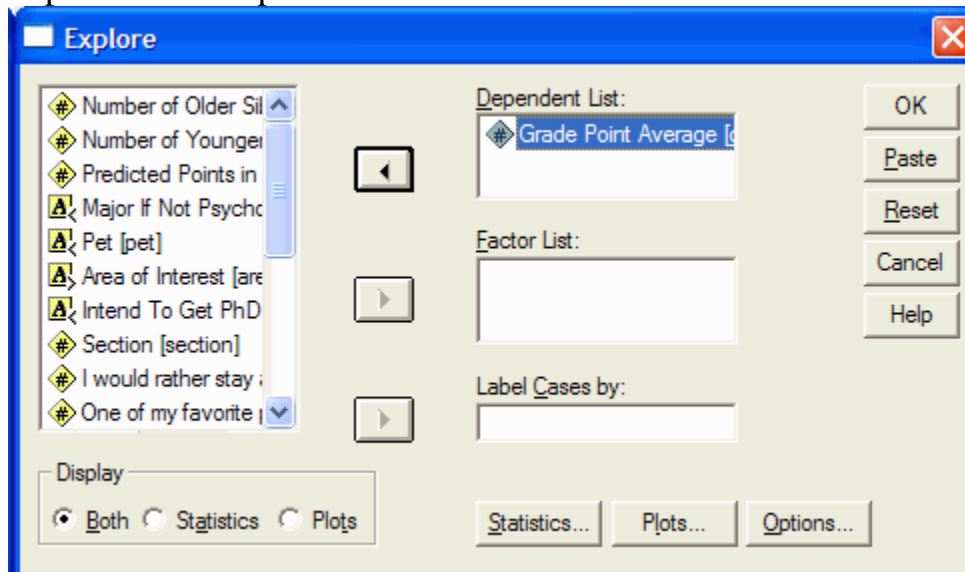 Explore
Number of Older Sil
Number of Younger
Predicted Points in
Major If Not Psycho
Pet [pet]
Area of Interest [are
Intend To Get PhD
Section [section]
I would rather stay
One of my favorite
Dependent List:
Grade Point Average [
Factor List:
Label Cases by:
OK
Paste
Reset
Cancel
Help
Display
Both Statistics Plots
Statistics... Plots... Options...